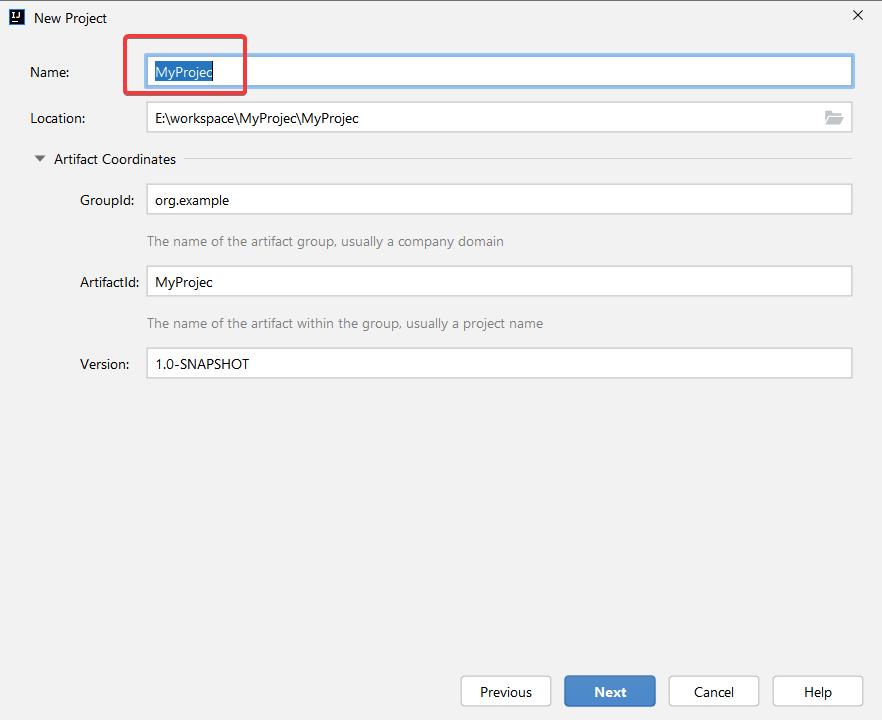 New Project
Name: MyProjec
Location: E:\workspace\MyProjec\MyProjec
Artifact Coordinates
GroupId: org.example
The name of the artifact group, usually a company domain
ArtifactId: MyProjec
The name of the artifact within the group, usually a project name
Version: 1.0-SNAPSHOT
Previous Next Cancel Help